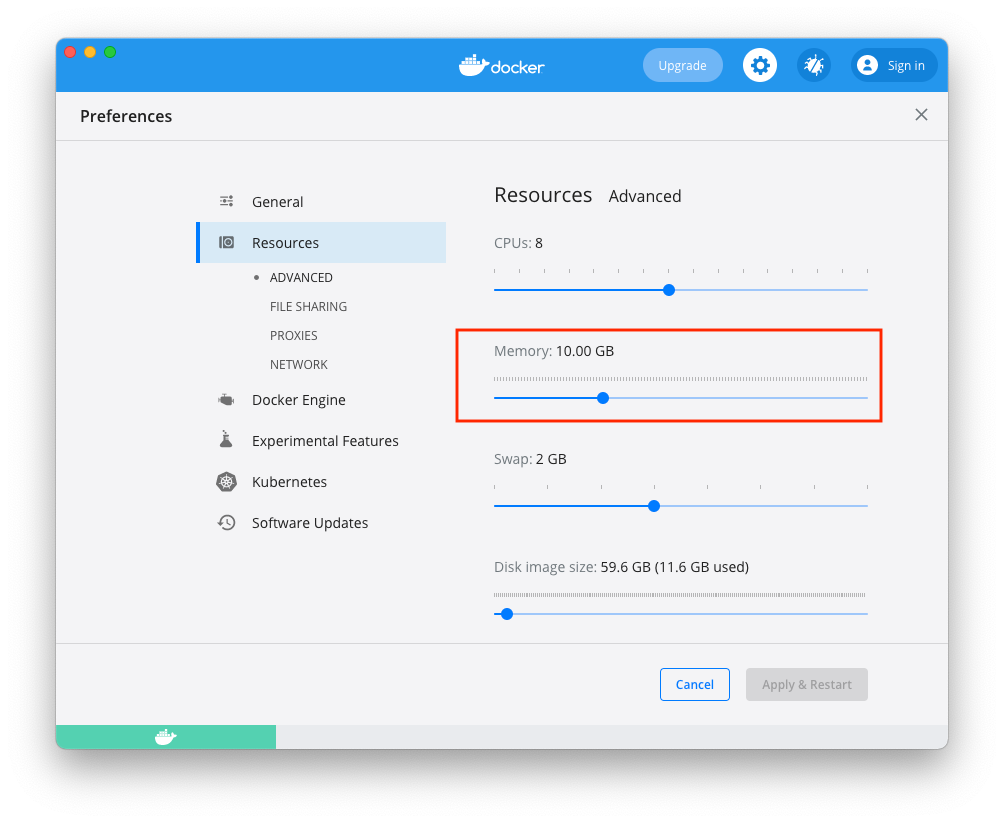 docker
Upgrade
Sign in
Preferences
General
Resources
ADVANCED
FILE SHARING
PROXIES
NETWORK
Docker Engine
Experimental Features
Kubernetes
Software Updates
Resources Advanced
CPUs: 8
Memory: 10.00 GB
Swap: 2 GB
Disk image size: 59.6 GB (11.6 GB used)
Cancel
Apply & Restart